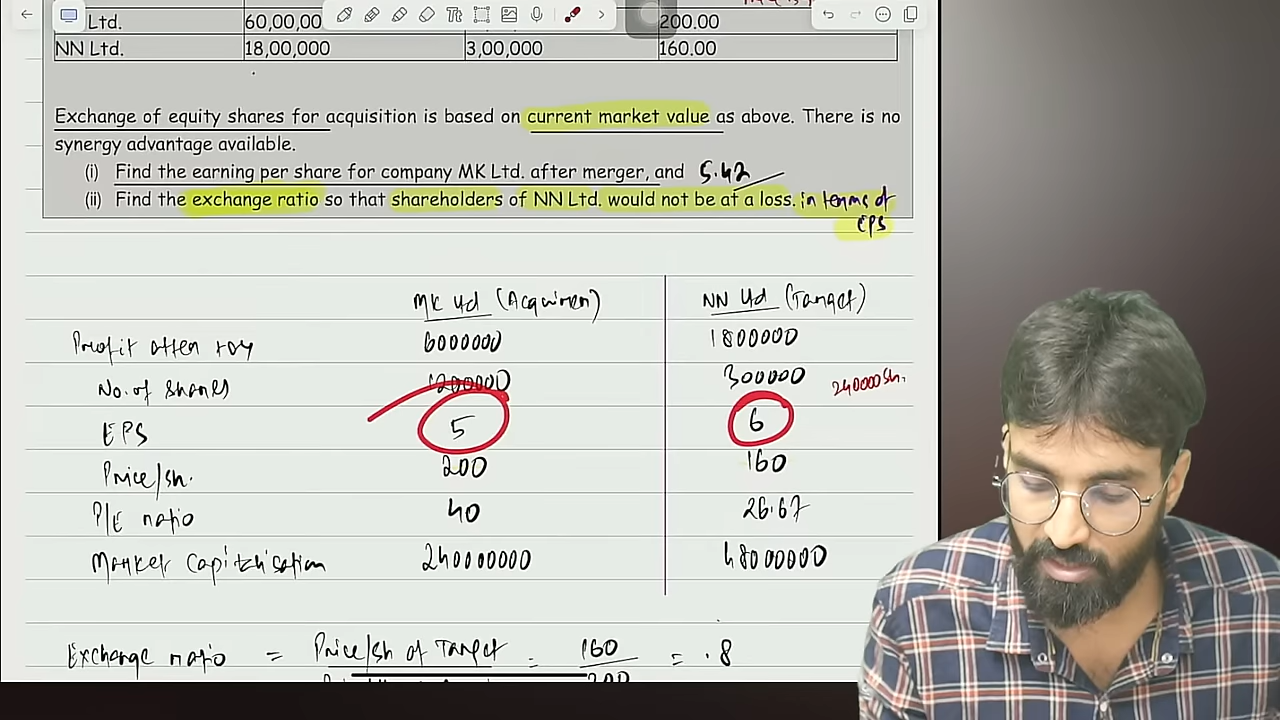 Ltd. 60,00,00 200.00
NN Ltd. 18,00,000 3,00,000 160.00
Exchange of equity shares for acquisition is based on current market value as above. There is no
synergy advantage available.
(i) Find the earning per share for company MK Ltd. after merger, and 5.42
(ii) Find the exchange ratio so that shareholders of NN Ltd. would not be at a loss. in terms of
EPS
MK Ltd (Acquirer) NN Ltd (Target)
Profit after tax 6000000 1800000
No. of shares 1200000 300000 240000 Sh.
EPS 5 6
Price/sh. 200 160
P/E ratio 40 26.67
Market Capitalisation 240000000 48000000
Exchange ratio = Price/sh of Target = 160 = .8
200